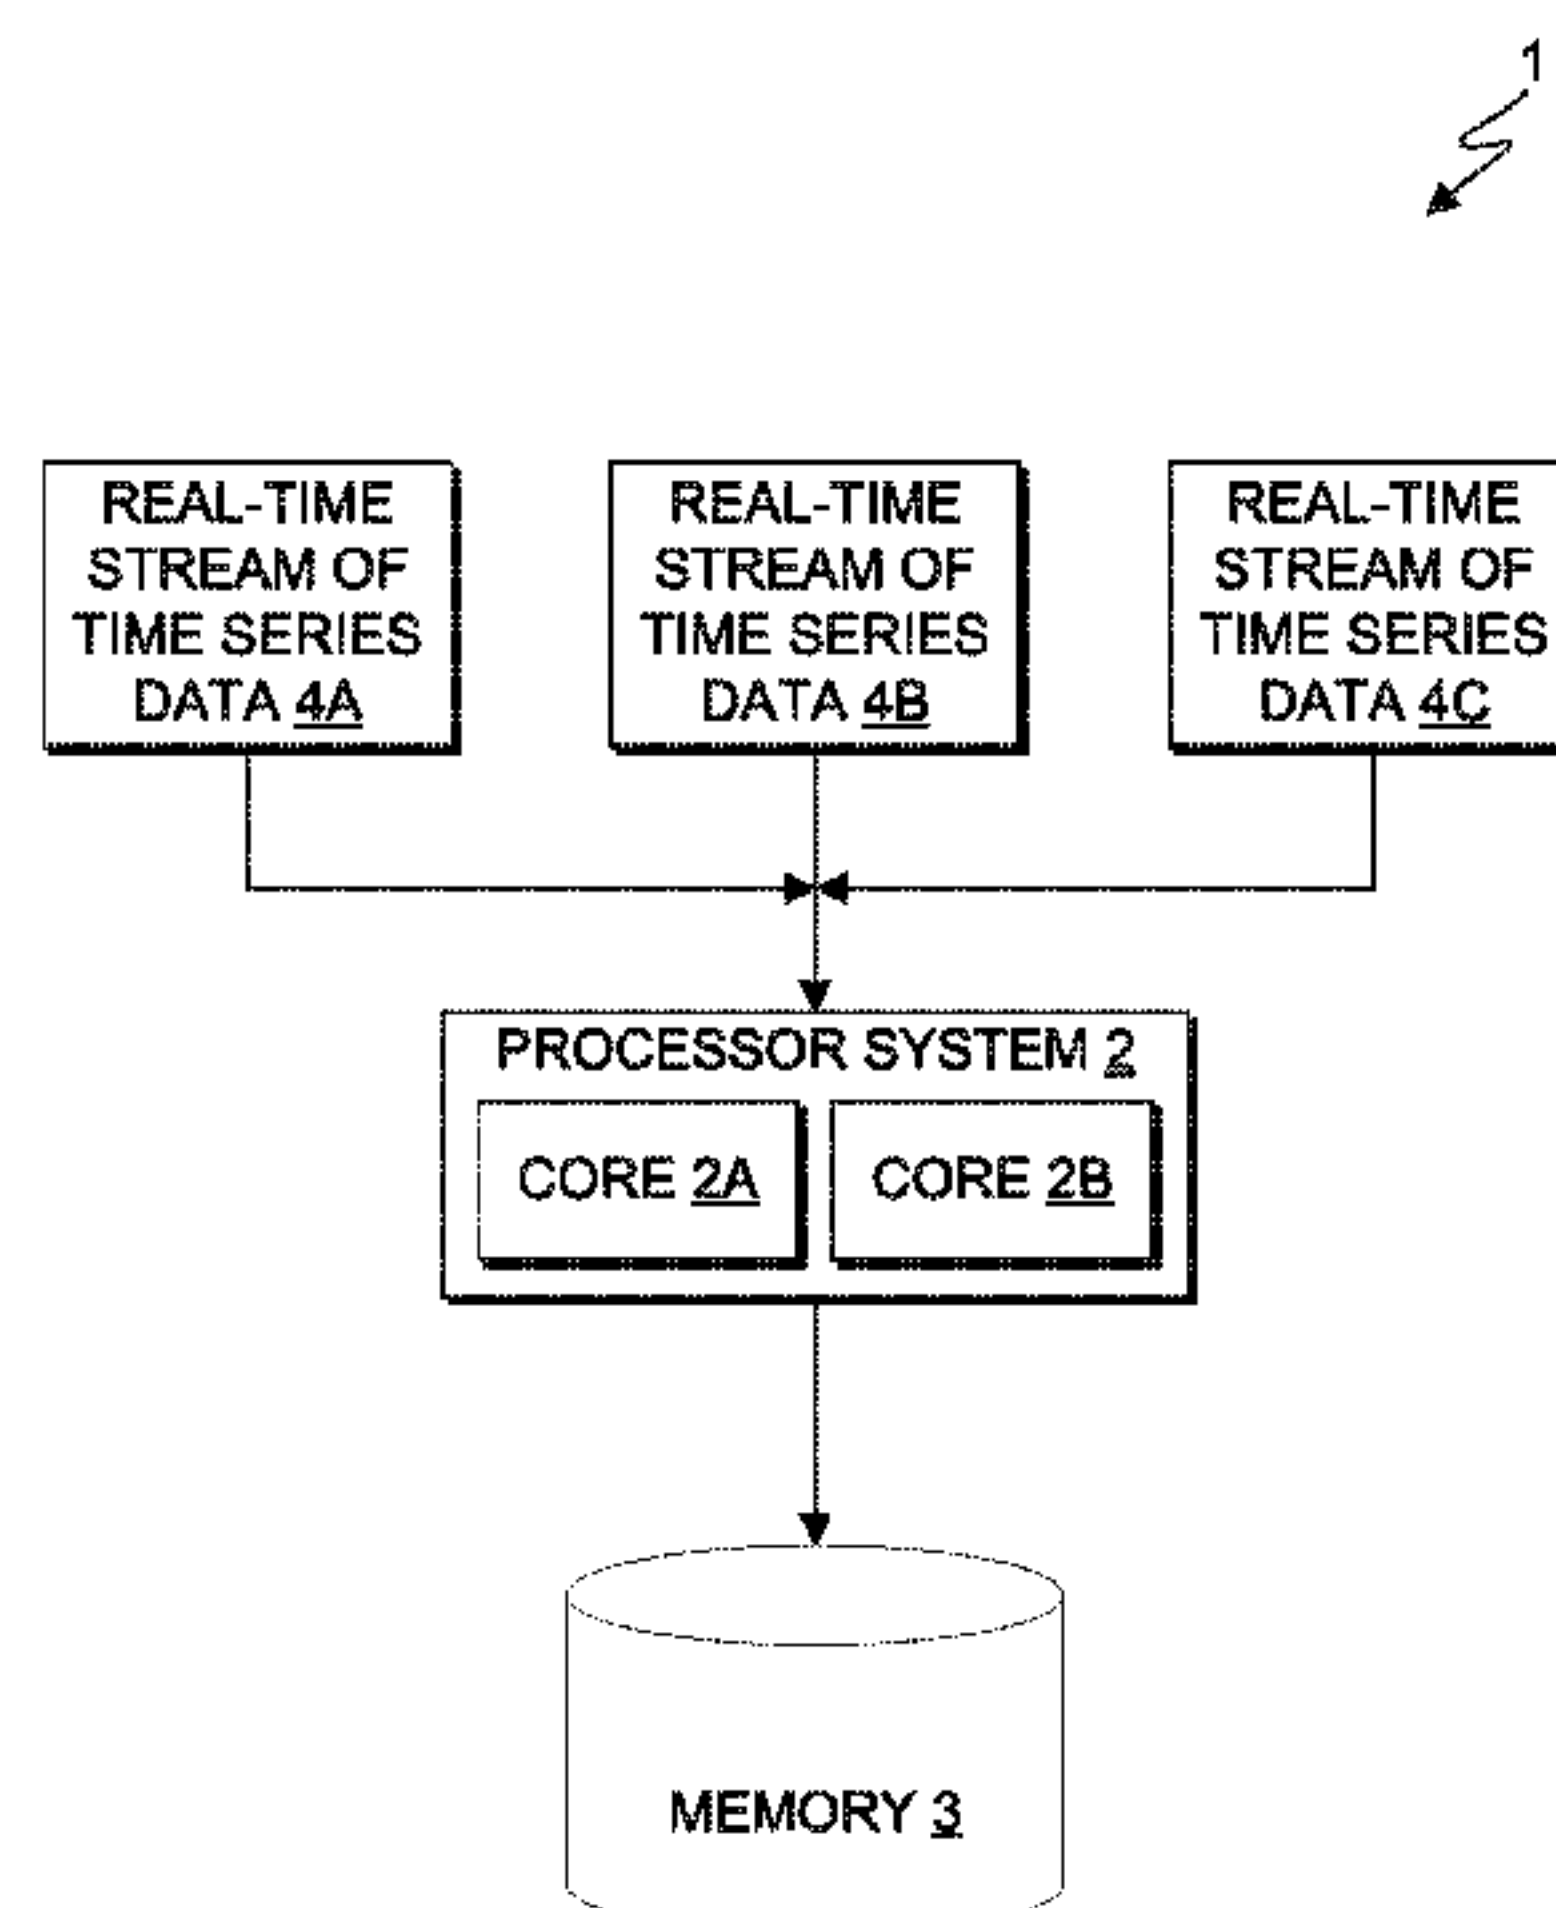 1
REAL-TIME
STREAM OF
TIME SERIES
DATA 4A
REAL-TIME
STREAM OF
TIME SERIES
DATA 4B
REAL-TIME
STREAM OF
TIME SERIES
DATA 4C
PROCESSOR SYSTEM 2
CORE 2A
CORE 2B
MEMORY 3